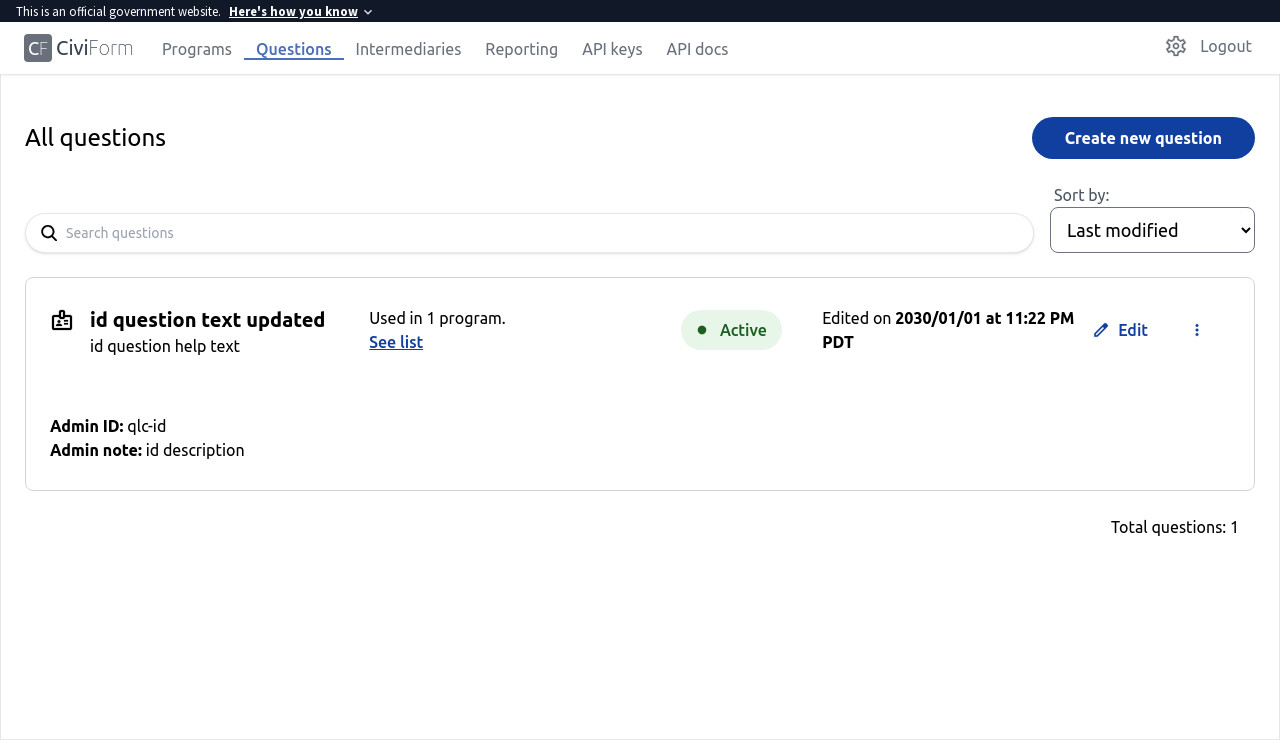 This is an official government website. Here's how you know
CF CiviForm Programs Questions Intermediaries Reporting API keys API docs Logout
All questions
Create new question
Sort by:
Search questions
Last modified
id question text updated
id question help text
Used in 1 program.
See list
Active
Edited on 2030/01/01 at 11:22 PM
PDT
Edit
Admin ID: qlc-id
Admin note: id description
Total questions: 1